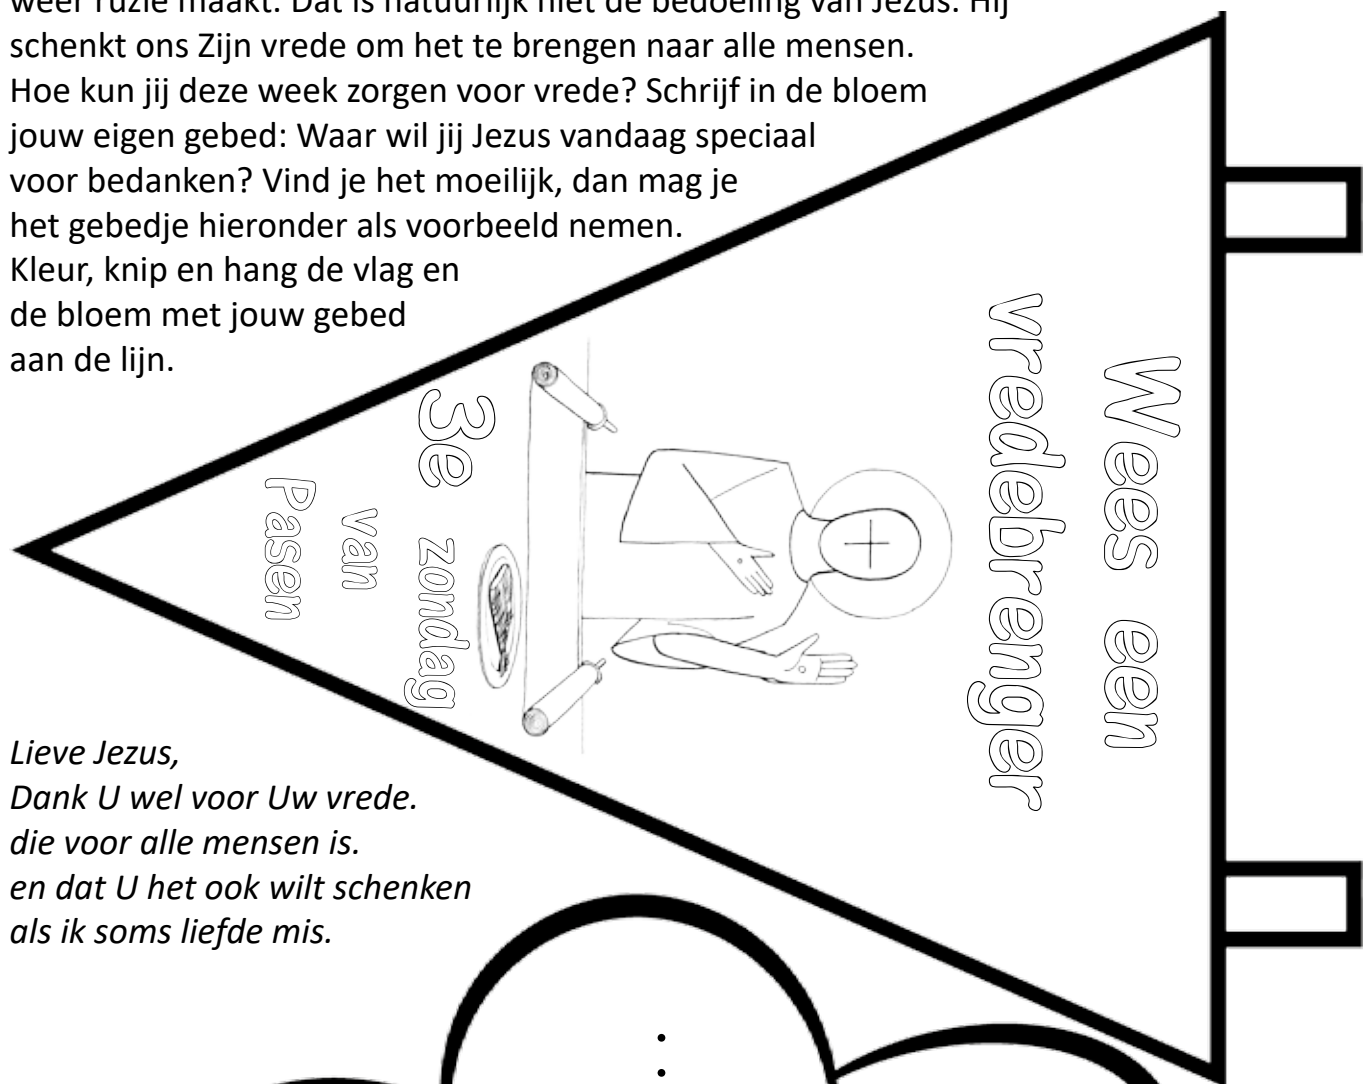 weer ruzie maakt. Dat is natuurlijk niet de bedoeling van Jezus. Hij
schenkt ons Zijn vrede om het te brengen naar alle mensen.
Hoe kun jij deze week zorgen voor vrede? Schrijf in de bloem
jouw eigen gebed: Waar wil jij Jezus vandaag speciaal
voor bedanken? Vind je het moeilijk, dan mag je
het gebedje hieronder als voorbeeld nemen.
Kleur, knip en hang de vlag en
de bloem met jouw gebed
aan de lijn.
Wees een
vredebrenger
3e zondag
van
Pasen
Lieve Jezus,
Dank U wel voor Uw vrede.
die voor alle mensen is.
en dat U het ook wilt schenken
als ik soms liefde mis.